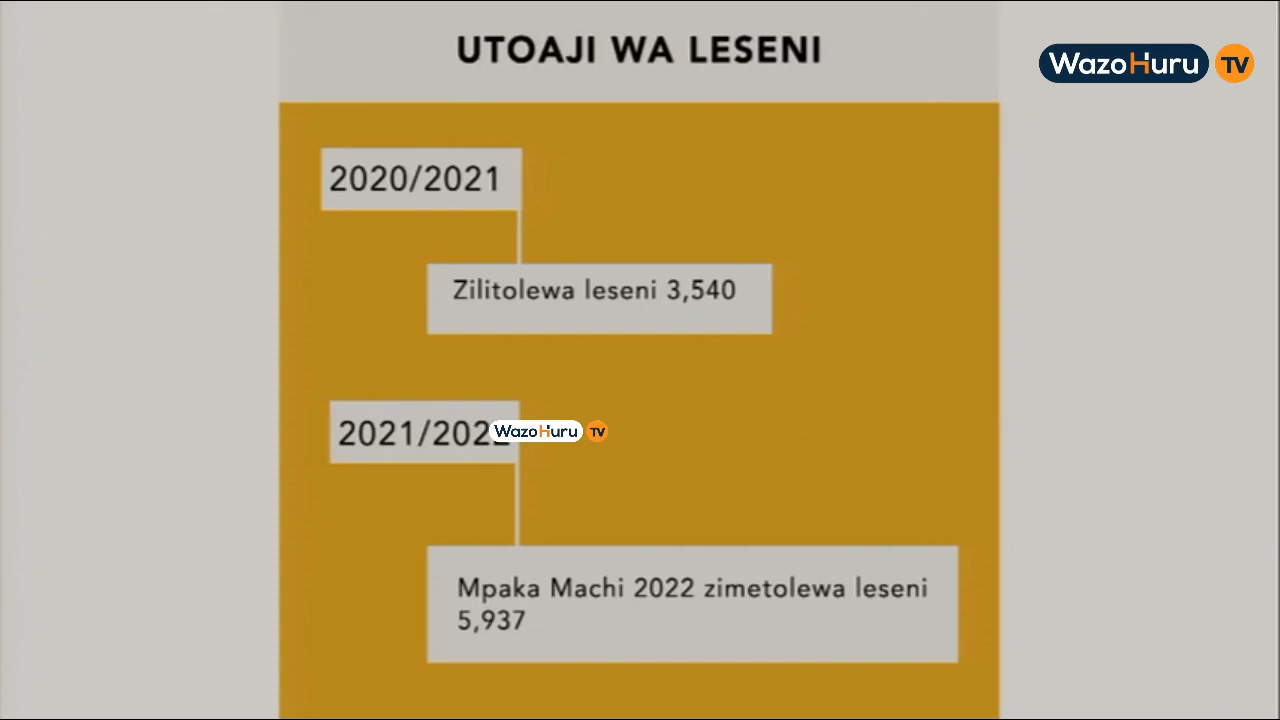 UTOAJI WA LESENI
WazoHuru TV
2020/2021
Zilitolewa leseni 3,540
2021/2022
WazoHuru TV
Mpaka Machi 2022 zimetolewa leseni
5,937